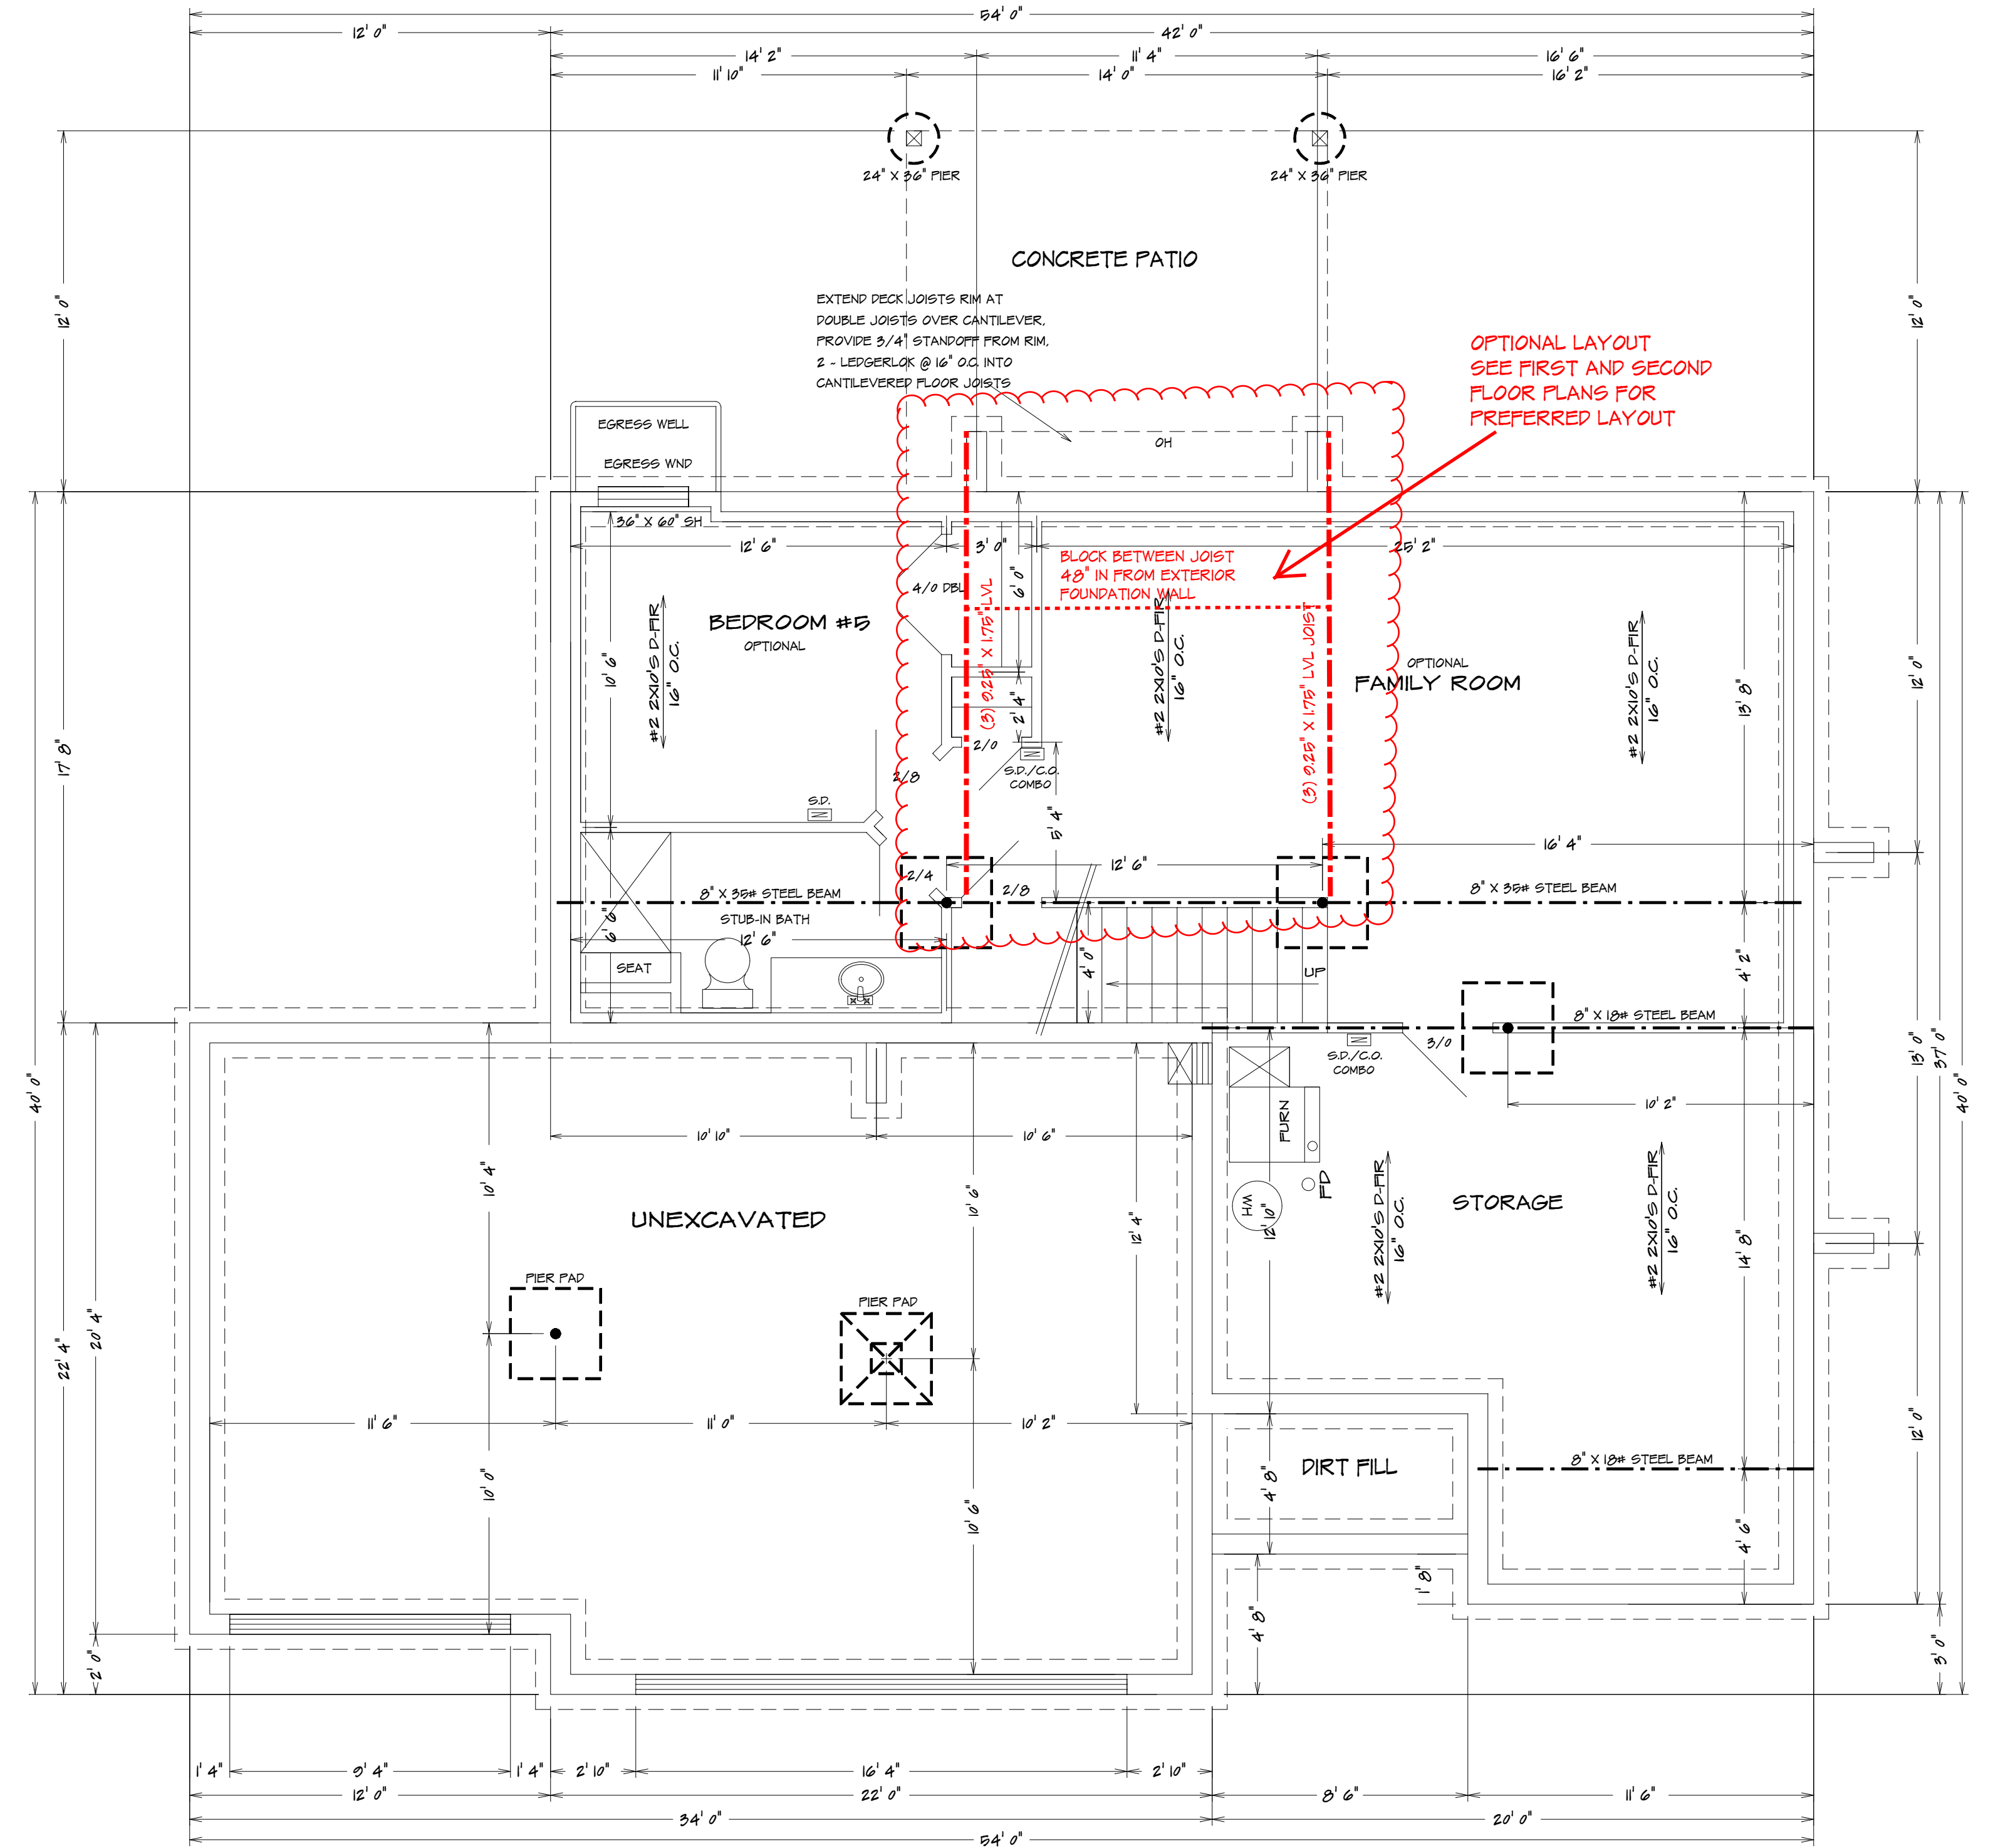 54' 0"
12' 0"
42' 0"
14' 2"
11' 4"
16' 6"
11' 10"
14' 0"
16' 2"
24" X 36" PIER
24" X 36" PIER
CONCRETE PATIO
12' 0"
12' 0"
EXTEND DECK JOISTS RIM AT
DOUBLE JOISTS OVER CANTILEVER,
PROVIDE 3/4" STANDOFF FROM RIM,
2 - LEDGERLOK @ 16" O.C. INTO
CANTILEVERED FLOOR JOISTS
OPTIONAL LAYOUT
SEE FIRST AND SECOND
FLOOR PLANS FOR
PREFERRED LAYOUT
EGRESS WELL
EGRESS WND
OH
36" X 60" SH
12' 6"
3' 0"
25' 2"
BLOCK BETWEEN JOIST
48" IN FROM EXTERIOR
FOUNDATION WALL
4/0 DBL
6' 0"
BEDROOM #5
OPTIONAL
#2 2X10'S D-FIR
16" O.C.
(3) 9.25" X 1.75" LVL
#2 2X10'S D-FIR
16" O.C.
(3) 9.25" X 1.75" LVL JOIST
OPTIONAL
FAMILY ROOM
#2 2X10'S D-FIR
16" O.C.
10' 6"
13' 8"
12' 0"
17' 8"
2' 4"
2/0
2/8
S.D./C.O.
COMBO
S.D.
5' 4"
12' 6"
16' 4"
2/4
2/8
8" X 35# STEEL BEAM
8" X 35# STEEL BEAM
STUB-IN BATH
12' 6"
6' 6"
SEAT
4' 0"
UP
4' 2"
8" X 18# STEEL BEAM
3/0
S.D./C.O.
COMBO
13' 0"
37' 0"
40' 0"
40' 0"
10' 2"
10' 10"
10' 6"
FURN
10' 4"
10' 6"
FD
W/H
12' 4"
12' 10"
UNEXCAVATED
STORAGE
#2 2X10'S D-FIR
16" O.C.
#2 2X10'S D-FIR
16" O.C.
14' 8"
PIER PAD
PIER PAD
20' 4"
22' 4"
11' 6"
11' 0"
10' 2"
12' 0"
10' 0"
10' 6"
DIRT FILL
4' 8"
8" X 18# STEEL BEAM
4' 6"
1' 8"
4' 8"
2' 0"
3' 0"
1' 4"
9' 4"
1' 4"
2' 10"
16' 4"
2' 10"
12' 0"
22' 0"
8' 6"
11' 6"
34' 0"
20' 0"
54' 0"